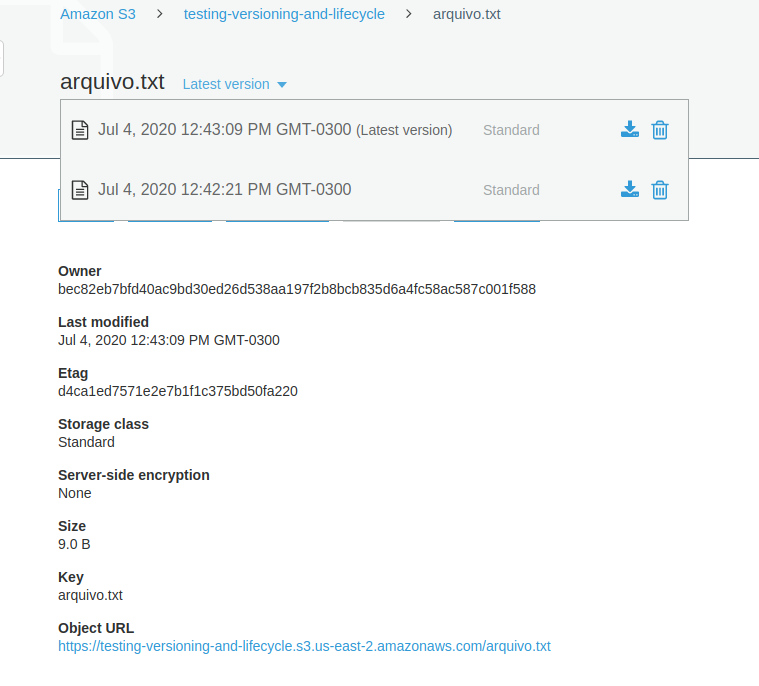 Amazon S3 > testing-versioning-and-lifecycle > arquivo.txt
arquivo.txt Latest version
Jul 4, 2020 12:43:09 PM GMT-0300 (Latest version) Standard
Jul 4, 2020 12:42:21 PM GMT-0300 Standard
Owner
bec82eb7bfd40ac9bd30ed26d538aa197f2b8bcb835d6a4fc58ac587c001f588
Last modified
Jul 4, 2020 12:43:09 PM GMT-0300
Etag
d4ca1ed7571e2e7b1f1c375bd50fa220
Storage class
Standard
Server-side encryption
None
Size
9.0 B
Key
arquivo.txt
Object URL
https://testing-versioning-and-lifecycle.s3.us-east-2.amazonaws.com/arquivo.txt